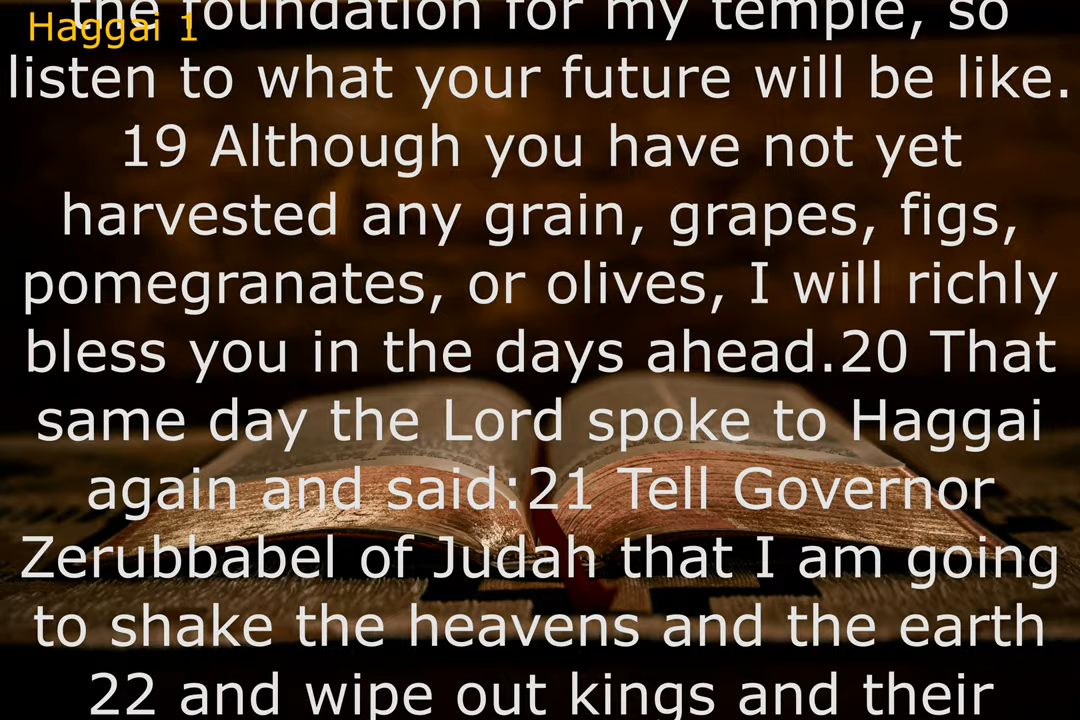 Haggai 1
the foundation for my temple, so
listen to what your future will be like.
19 Although you have not yet
harvested any grain, grapes, figs,
pomegranates, or olives, I will richly
bless you in the days ahead.20 That
same day the Lord spoke to Haggai
again and said:21 Tell Governor
Zerubbabel of Judah that I am going
to shake the heavens and the earth
22 and wipe out kings and their